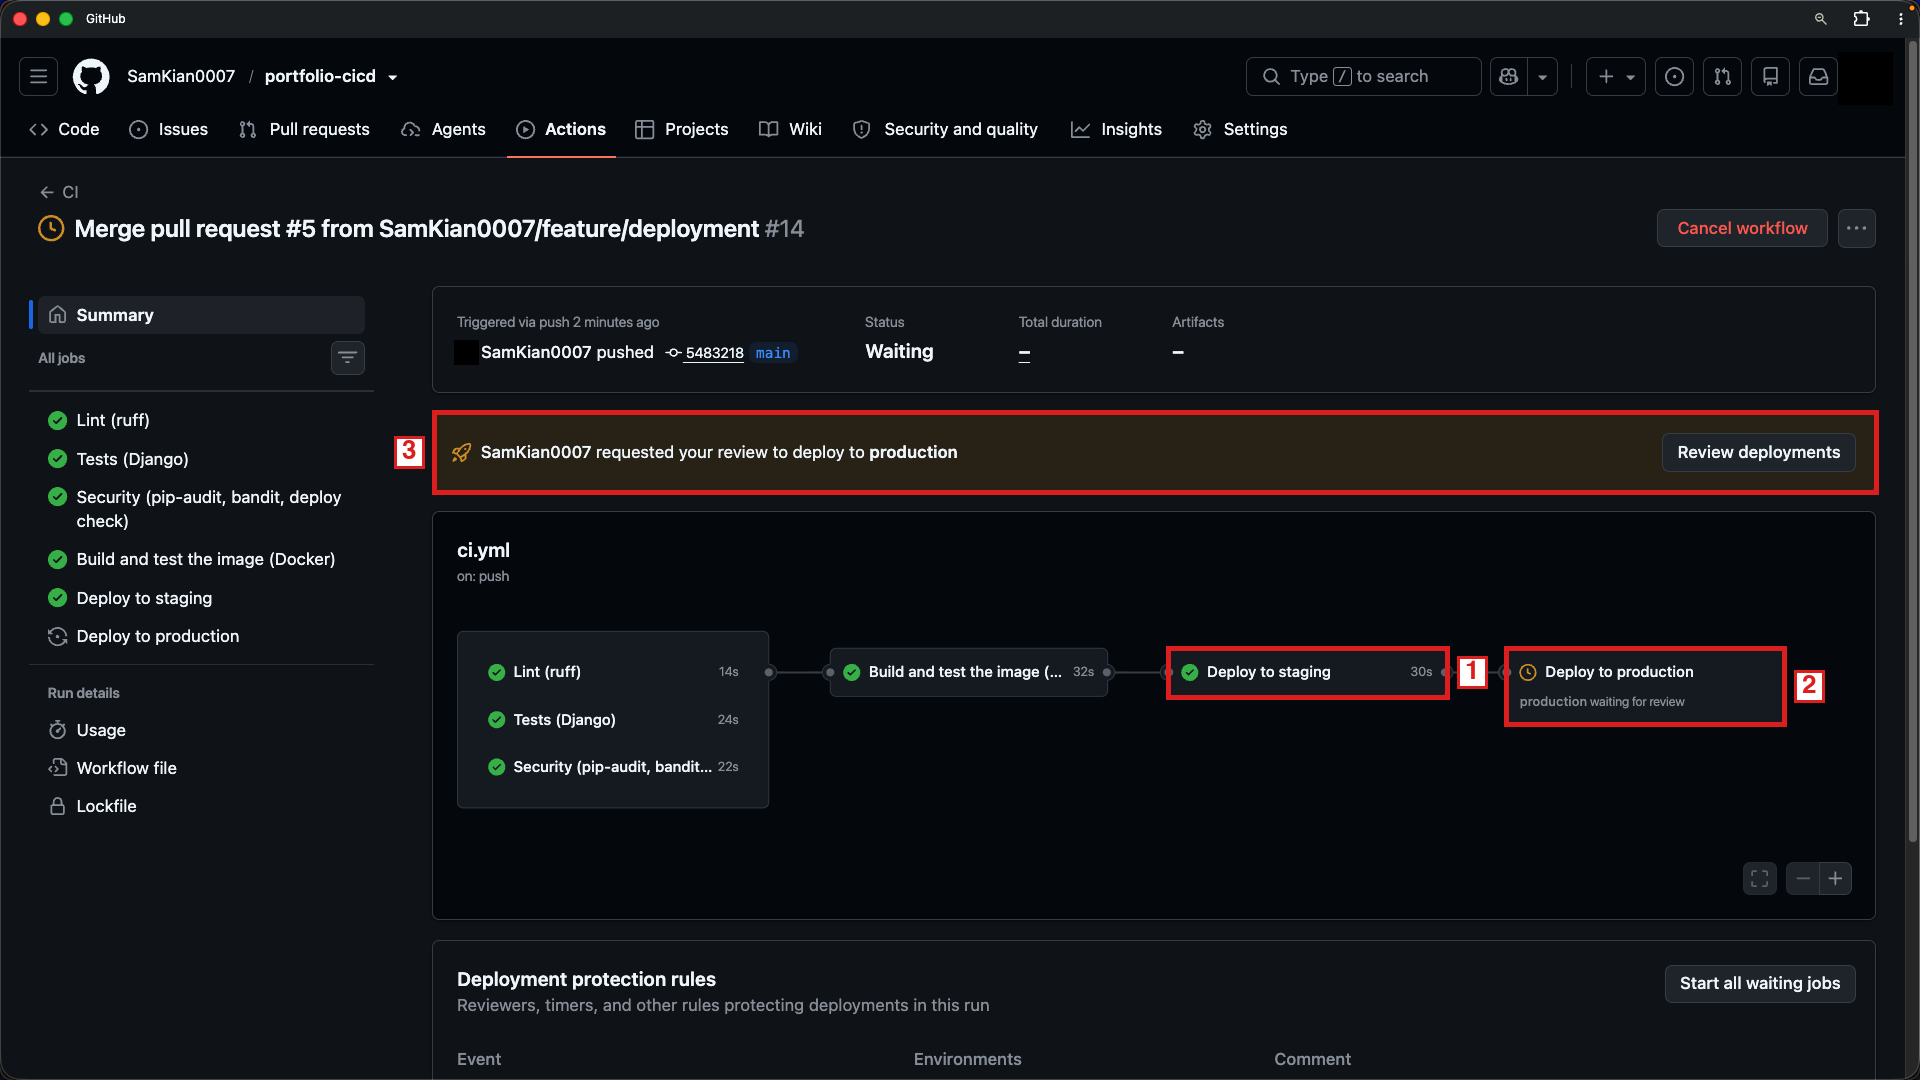 GitHub
SamKian0007 / portfolio-cicd
Type / to search
Code
Issues
Pull requests
Agents
Actions
Projects
Wiki
Security and quality
Insights
Settings
CI
Merge pull request #5 from SamKian0007/feature/deployment #14
Cancel workflow
Summary
All jobs
Lint (ruff)
Tests (Django)
Security (pip-audit, bandit, deploy
check)
Build and test the image (Docker)
Deploy to staging
Deploy to production
Run details
Usage
Workflow file
Lockfile
Triggered via push 2 minutes ago
SamKian0007 pushed 5483218 main
Status
Waiting
Total duration
–
Artifacts
–
3
SamKian0007 requested your review to deploy to production
Review deployments
ci.yml
on: push
Lint (ruff) 14s
Tests (Django) 24s
Security (pip-audit, bandit... 22s
Build and test the image (... 32s
Deploy to staging 30s
1
Deploy to production
production waiting for review
2
Deployment protection rules
Reviewers, timers, and other rules protecting deployments in this run
Start all waiting jobs
Event
Environments
Comment